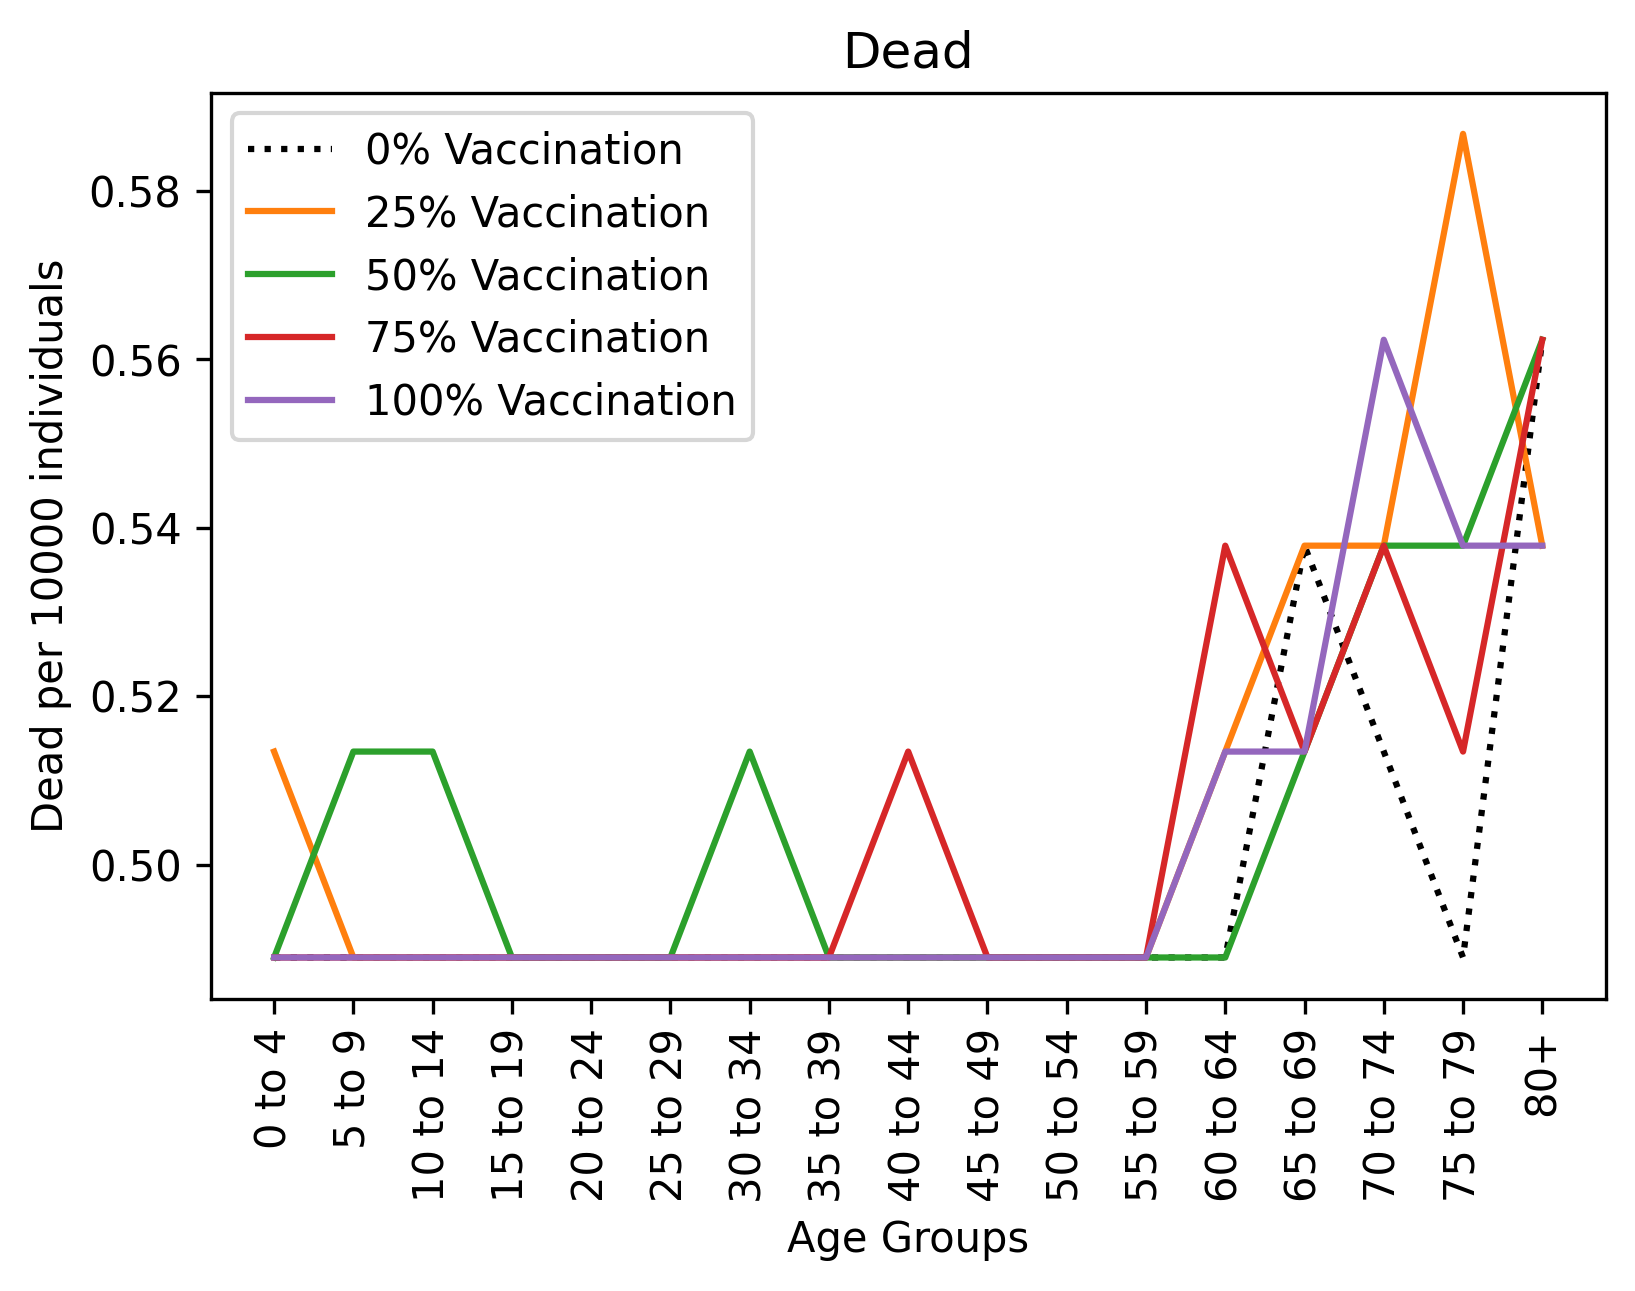 Dead
0% Vaccination
25% Vaccination
50% Vaccination
75% Vaccination
100% Vaccination
Dead per 10000 individuals
0.58
0.56
0.54
0.52
0.50
0 to 4
5 to 9
10 to 14
15 to 19
20 to 24
25 to 29
30 to 34
35 to 39
40 to 44
45 to 49
50 to 54
55 to 59
60 to 64
65 to 69
70 to 74
75 to 79
80+
Age Groups